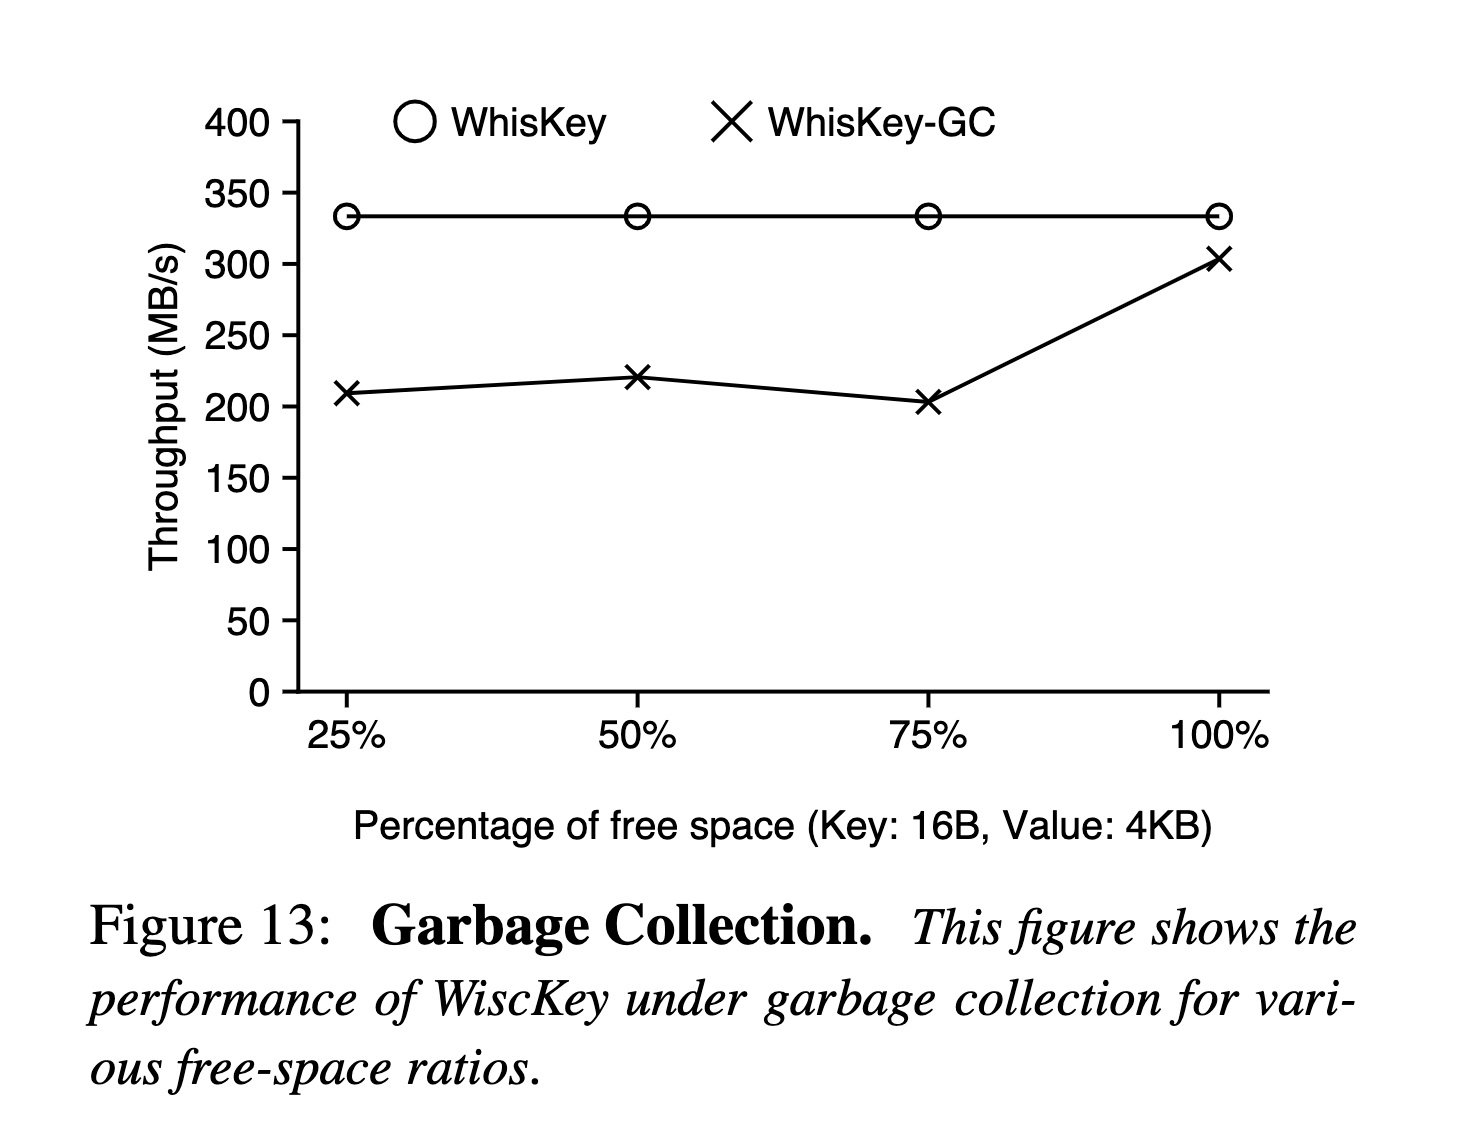 400
WhisKey
WhisKey-GC
350
300
250
200
150
100
50
0
Throughput (MB/s)
25%
50%
75%
100%
Percentage of free space (Key: 16B, Value: 4KB)
Figure 13: Garbage Collection. This figure shows the
performance of WiscKey under garbage collection for vari-
ous free-space ratios.